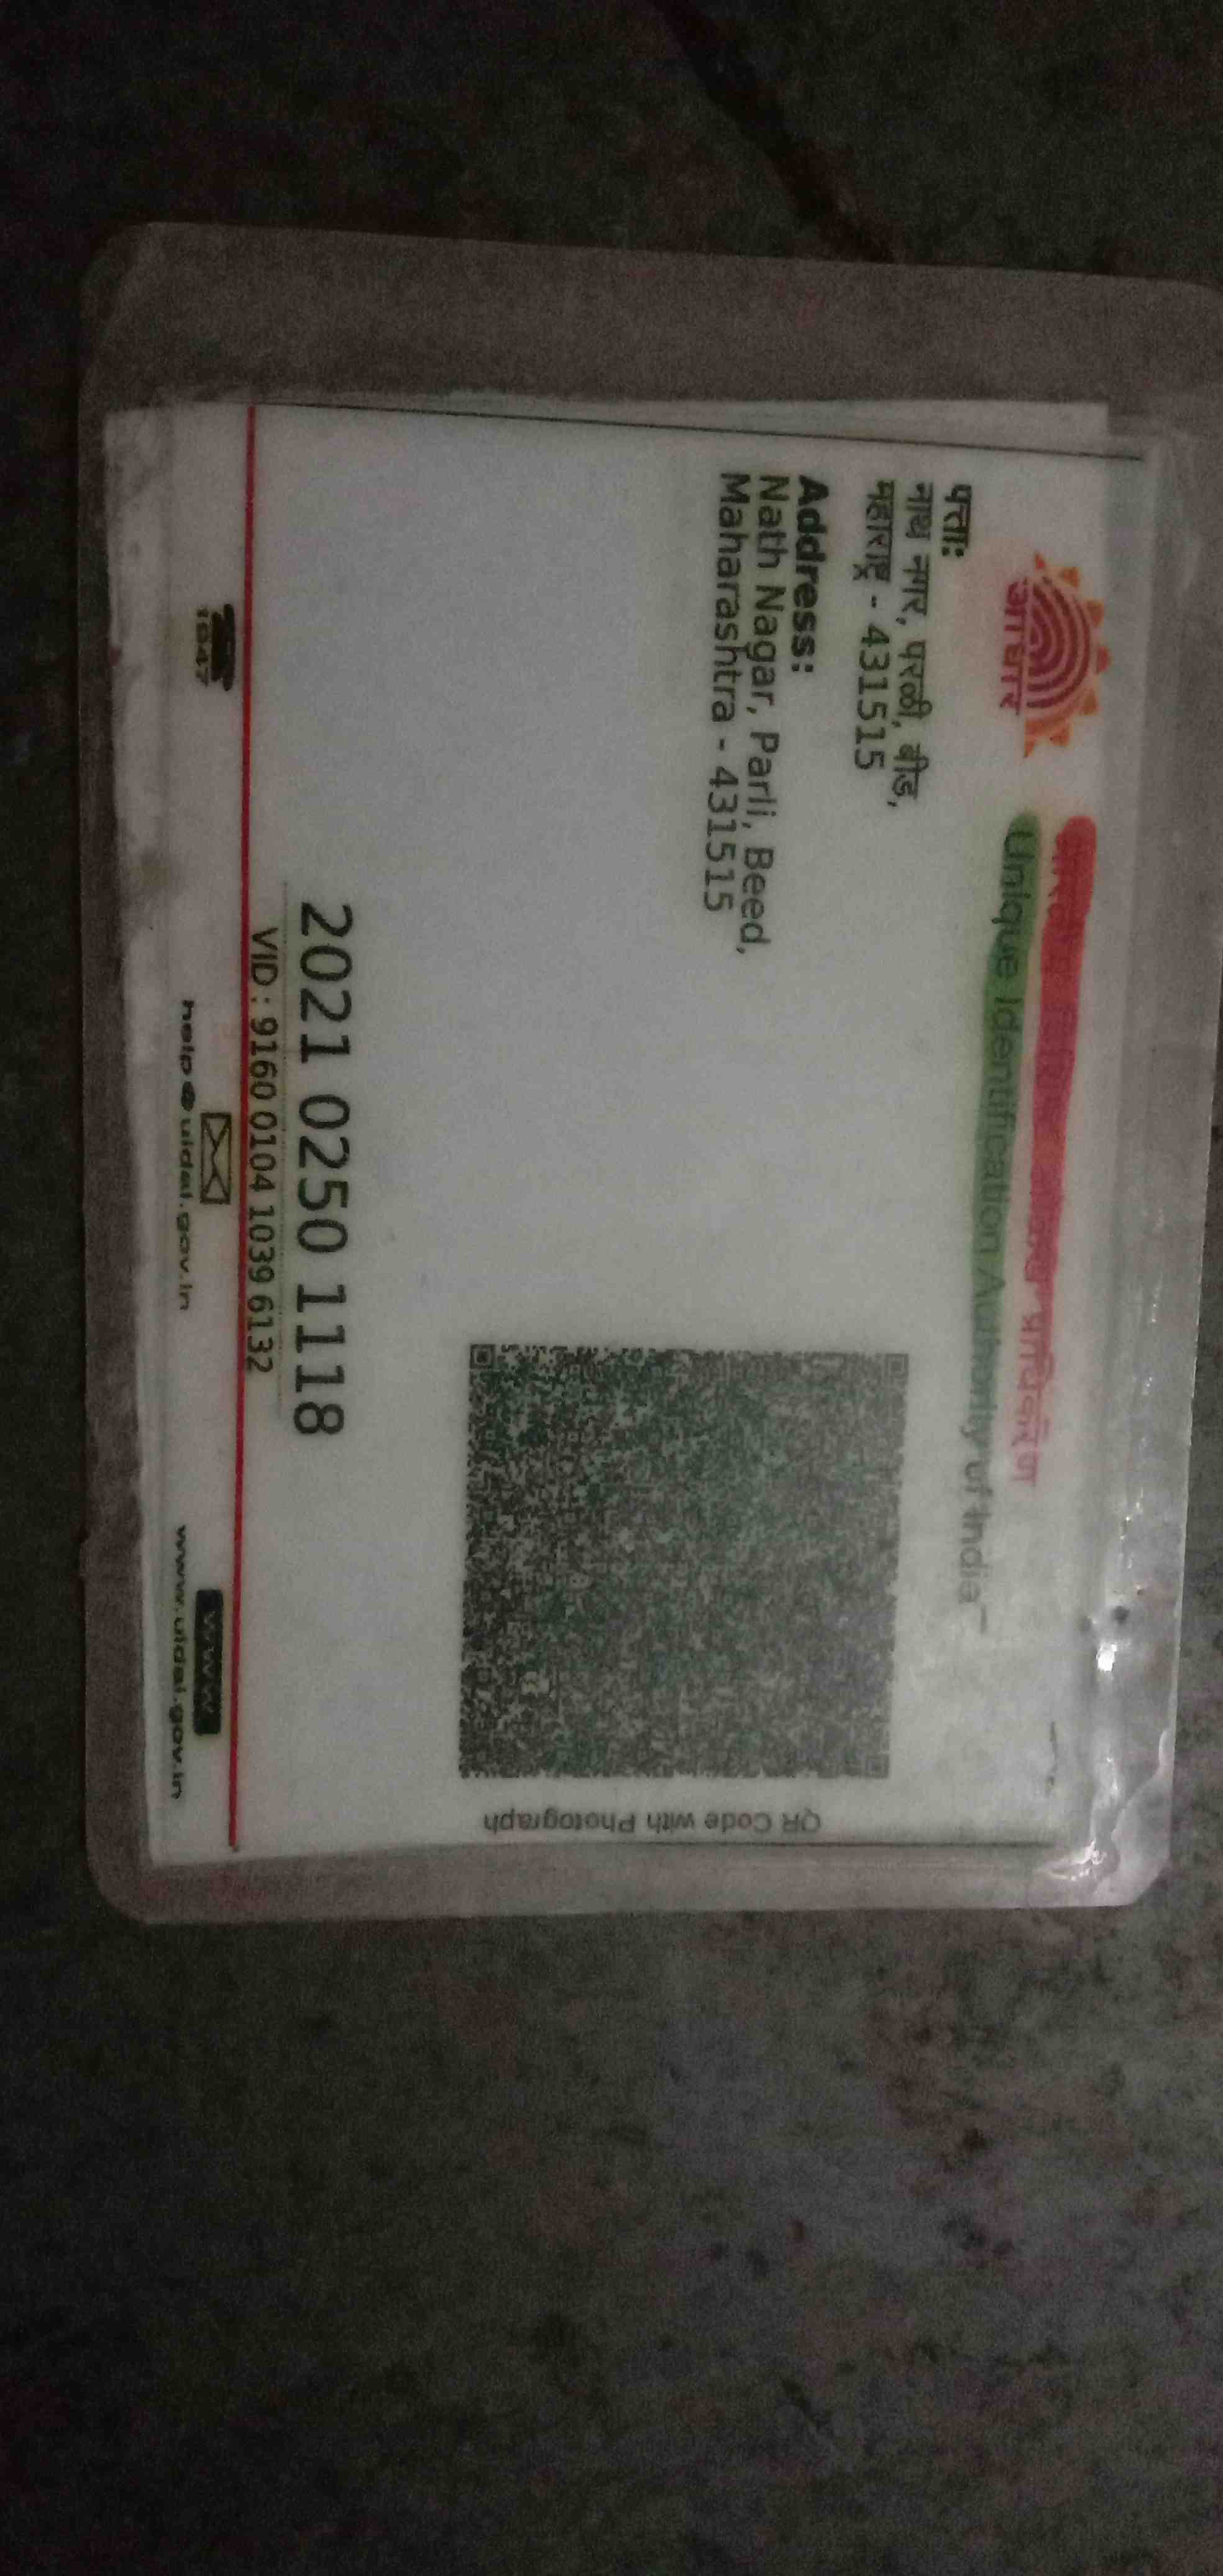 आधार
Unique Identification Authority of India
पत्ता:
नाथ नगर, परळी, बीड,
महाराष्ट्र - 431515
Address:
Nath Nagar, Parli, Beed,
Maharashtra - 431515
QR Code with Photograph
2021 0250 1118
VID : 9160 0104 1039 6132
1947
help@uidai.gov.in
www
www.uidai.gov.in